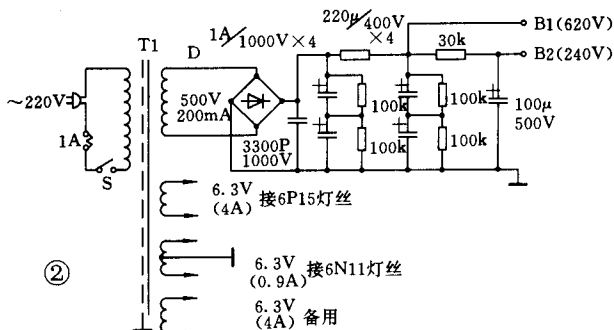 220μ/400V ×4
1A/1000V ×4
B1(620V)
T1
D
30k
B2(240V)
~220V
500V
200mA
100k
100k
100μ
500V
1A
100k
100k
3300P
1000V
S
6.3V
(4A)
接6P15灯丝
②
6.3V
(0.9A)
接6N11灯丝
6.3V
(4A)
备用